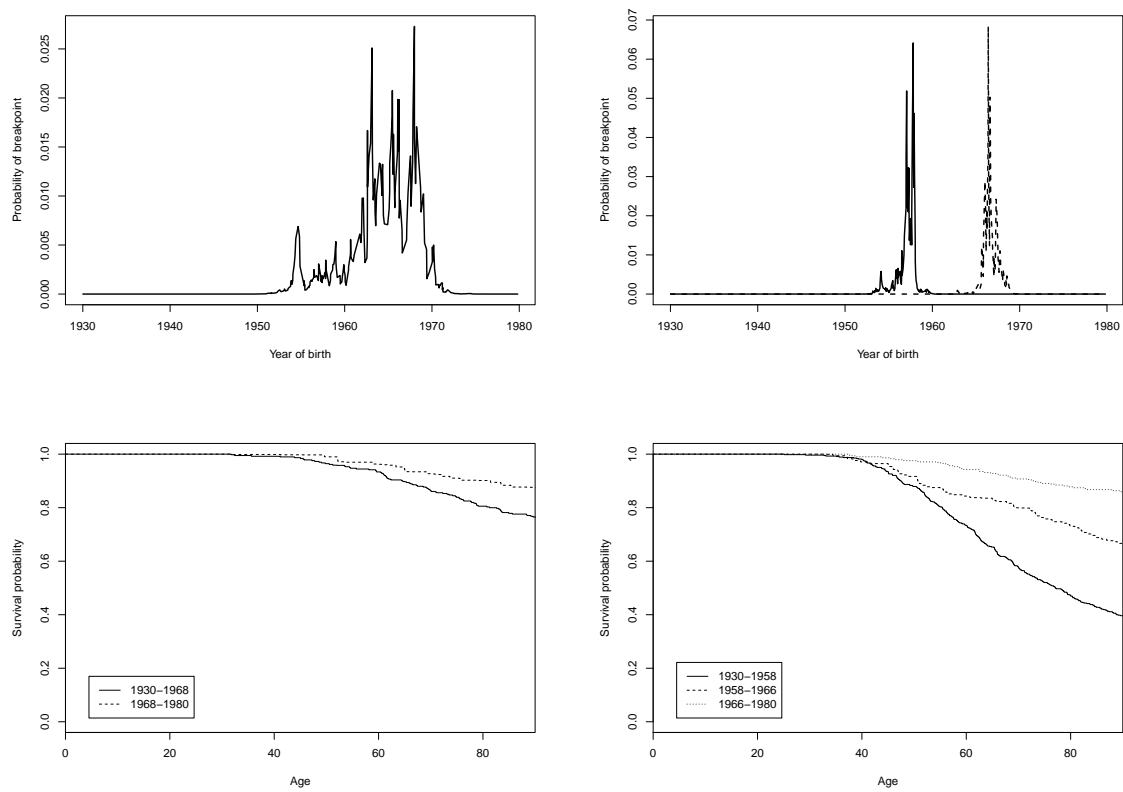 Probability of breakpoint
0.000 0.005 0.010 0.015 0.020 0.025
1930 1940 1950 1960 1970 1980
Year of birth
Probability of breakpoint
0.00 0.01 0.02 0.03 0.04 0.05 0.06 0.07
1930 1940 1950 1960 1970 1980
Year of birth
Survival probability
0.0 0.2 0.4 0.6 0.8 1.0
1930−1968
1968−1980
0 20 40 60 80
Age
Survival probability
0.0 0.2 0.4 0.6 0.8 1.0
1930−1958
1958−1966
1966−1980
0 20 40 60 80
Age